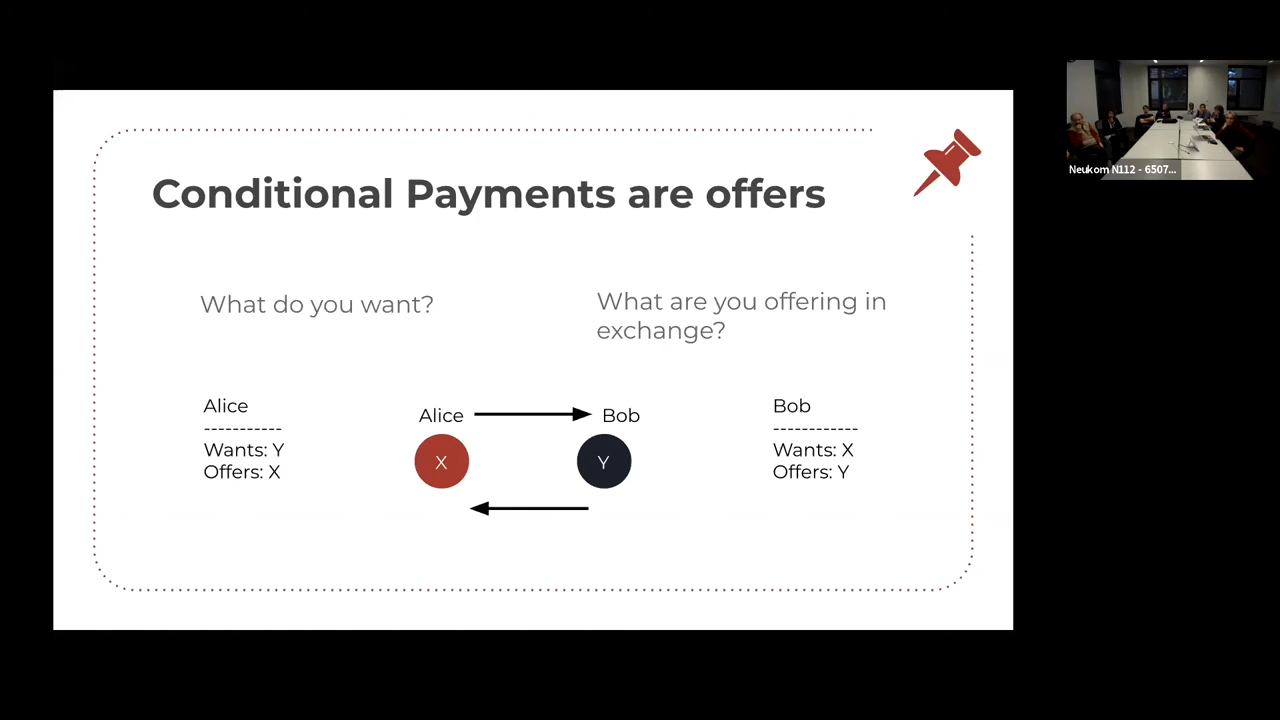 Conditional Payments are offers
What do you want?
What are you offering in
exchange?
Alice
-----------
Wants: Y
Offers: X
Alice
Bob
X
Y
Bob
------------
Wants: X
Offers: Y
Neukom N112 - 6507...